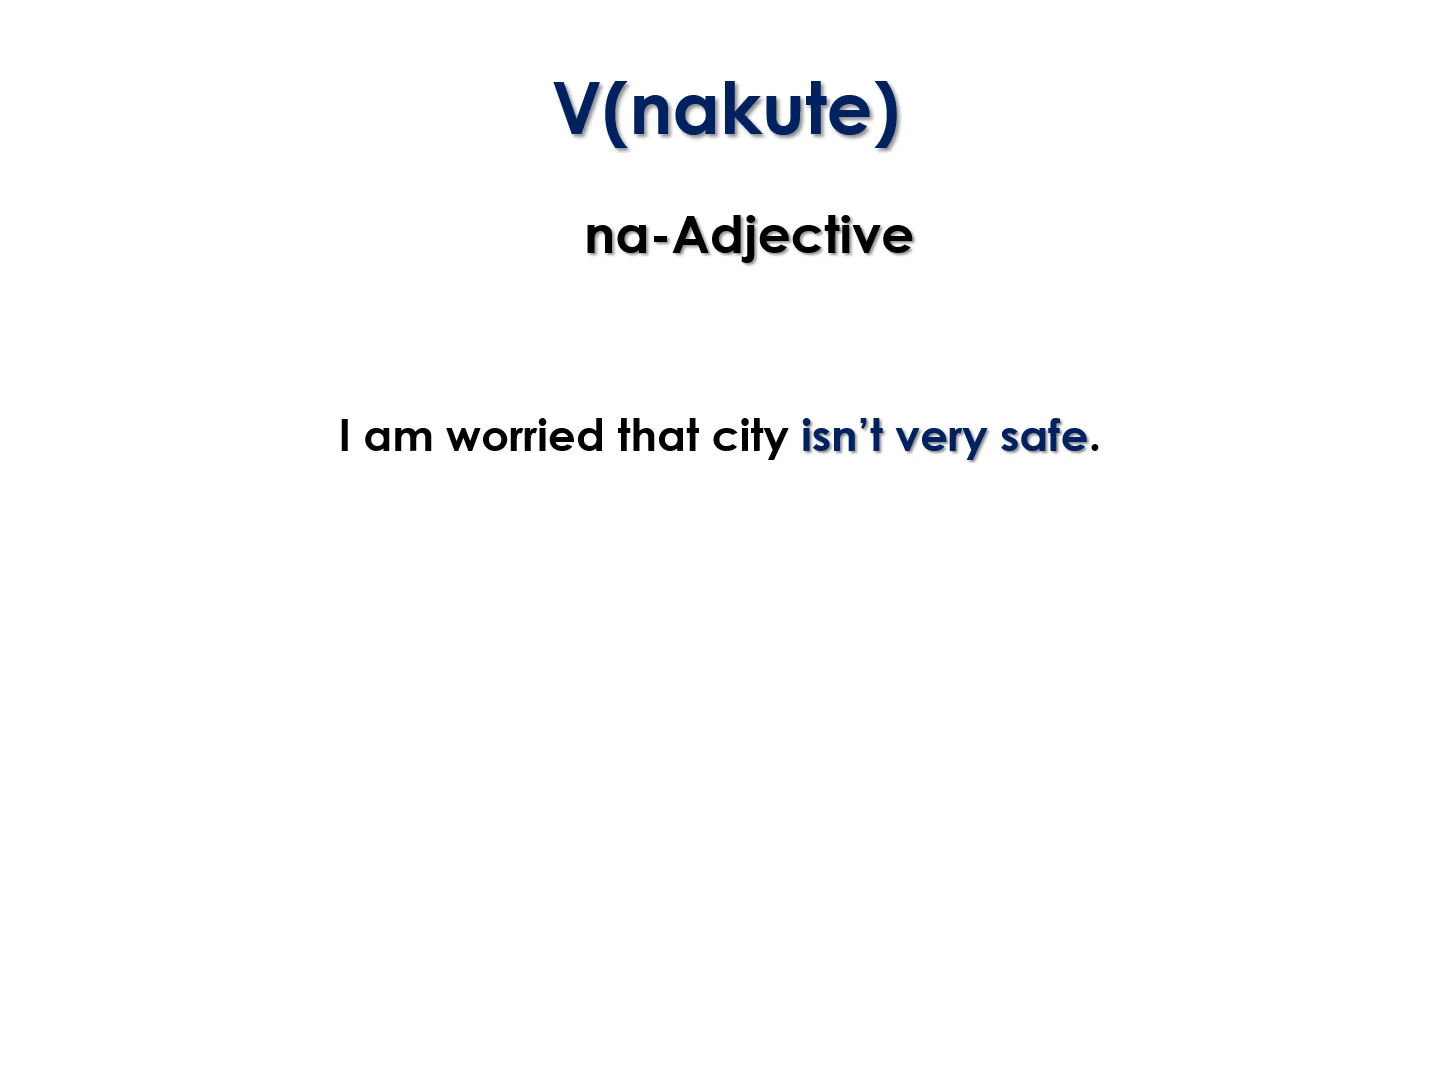 V(nakute)
na-Adjective
I am worried that city isn’t very safe.